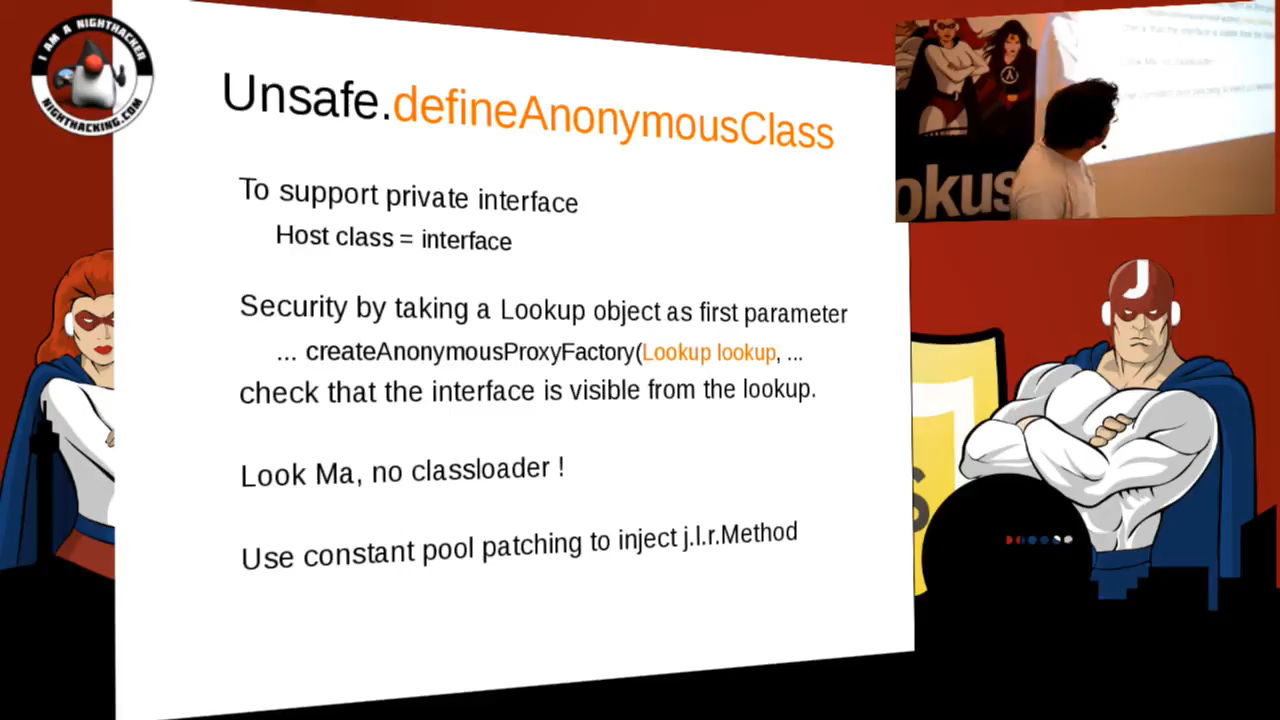 I AM A NIGHTHACKER
NIGHTHACKING.COM
Unsafe.defineAnonymousClass
To support private interface
Host class = interface
Security by taking a Lookup object as first parameter
... createAnonymousProxyFactory(Lookup lookup, ...
check that the interface is visible from the lookup.
Look Ma, no classloader !
Use constant pool patching to inject j.l.r.Method
okus
J
S